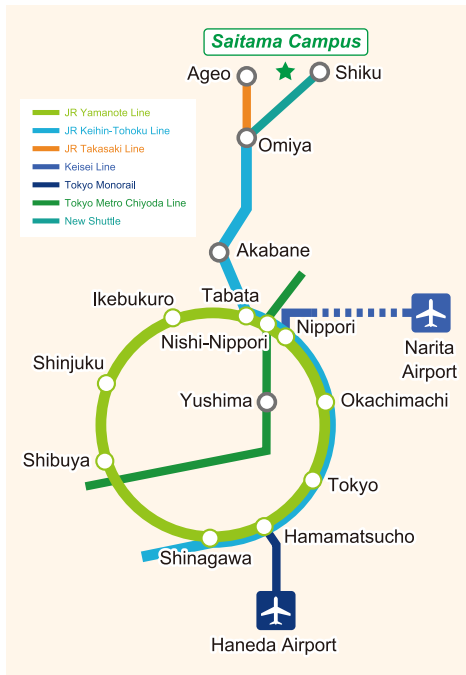 Saitama Campus
Ageo
Shiku
JR Yamanote Line
JR Keihin-Tohoku Line
JR Takasaki Line
Keisei Line
Tokyo Monorail
Tokyo Metro Chiyoda Line
New Shuttle
Omiya
Akabane
Tabata
Ikebukuro
Nishi-Nippori
Nippori
Narita
Airport
Shinjuku
Yushima
Okachimachi
Shibuya
Tokyo
Hamamatsucho
Shinagawa
Haneda Airport